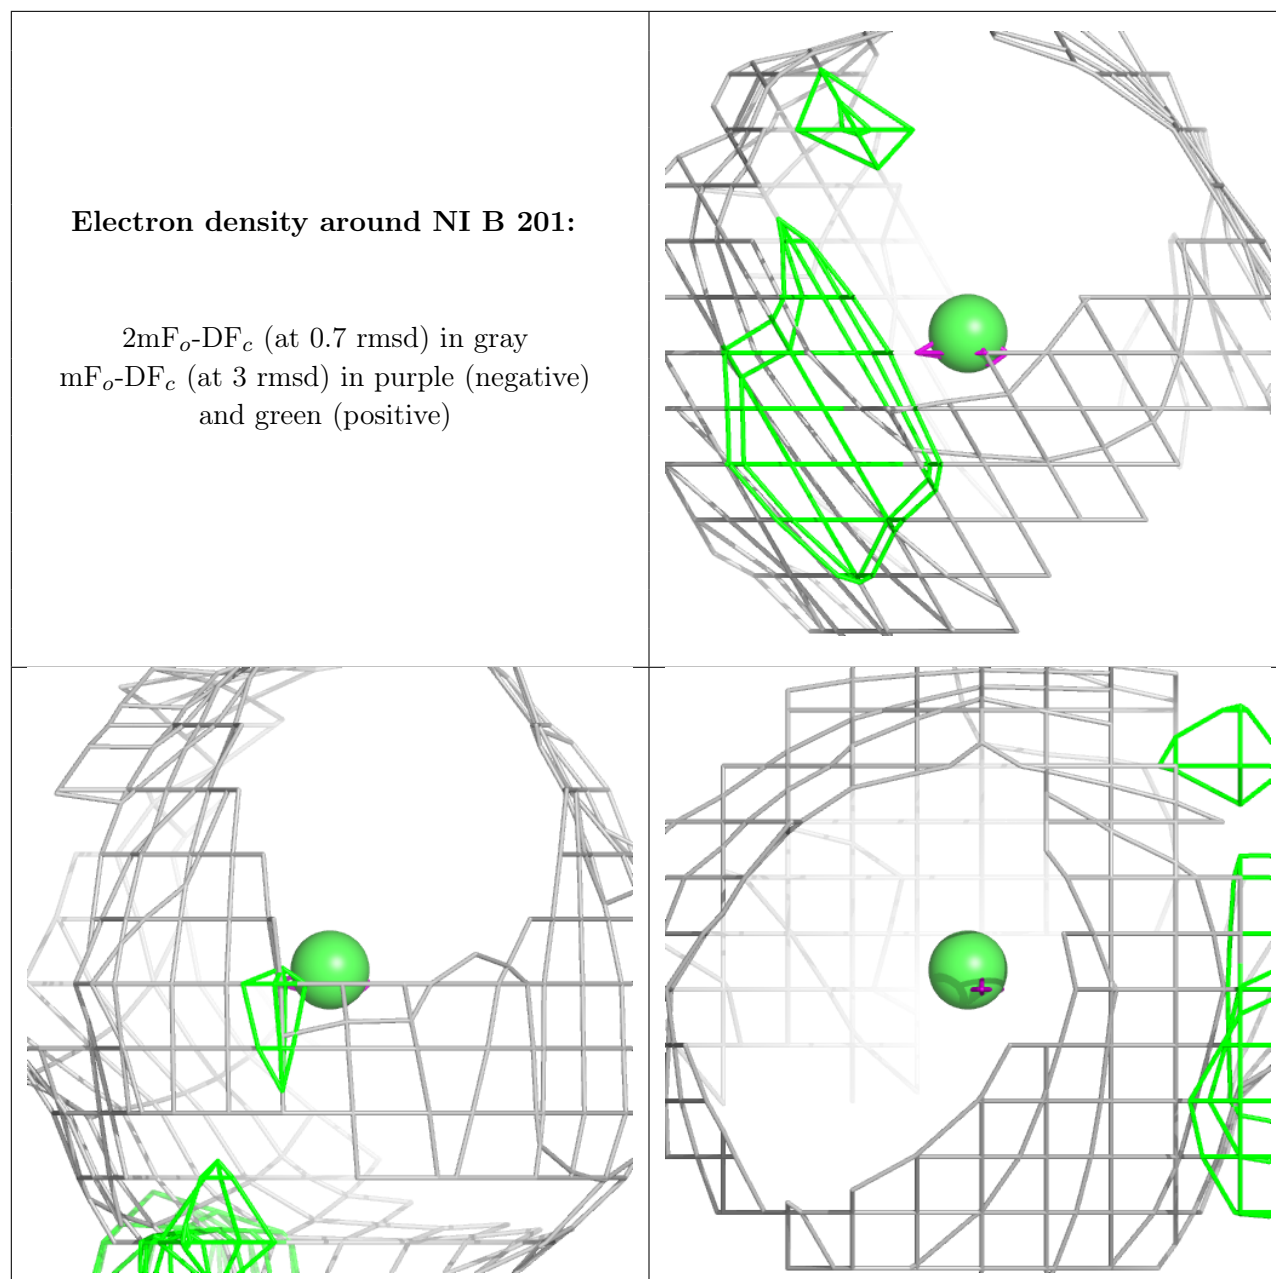 Electron density around NI B 201:
2mFₒ-DF𝒸 (at 0.7 rmsd) in gray
mFₒ-DF𝒸 (at 3 rmsd) in purple (negative)
and green (positive)